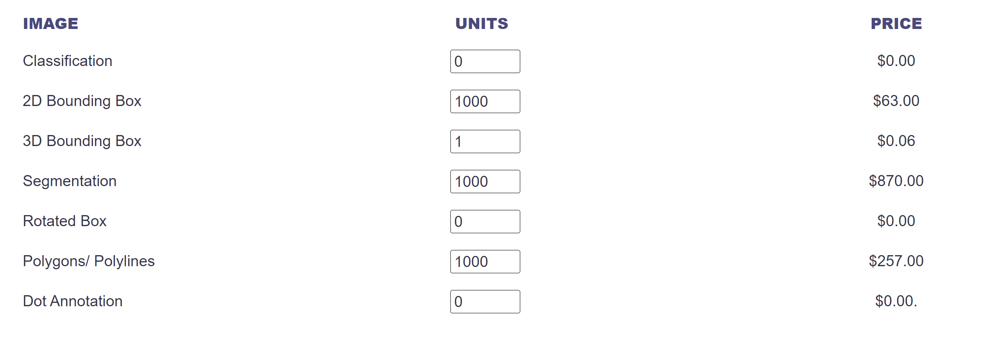 IMAGE UNITS PRICE
Classification 0 $0.00
2D Bounding Box 1000 $63.00
3D Bounding Box 1 $0.06
Segmentation 1000 $870.00
Rotated Box 0 $0.00
Polygons/ Polylines 1000 $257.00
Dot Annotation 0 $0.00.